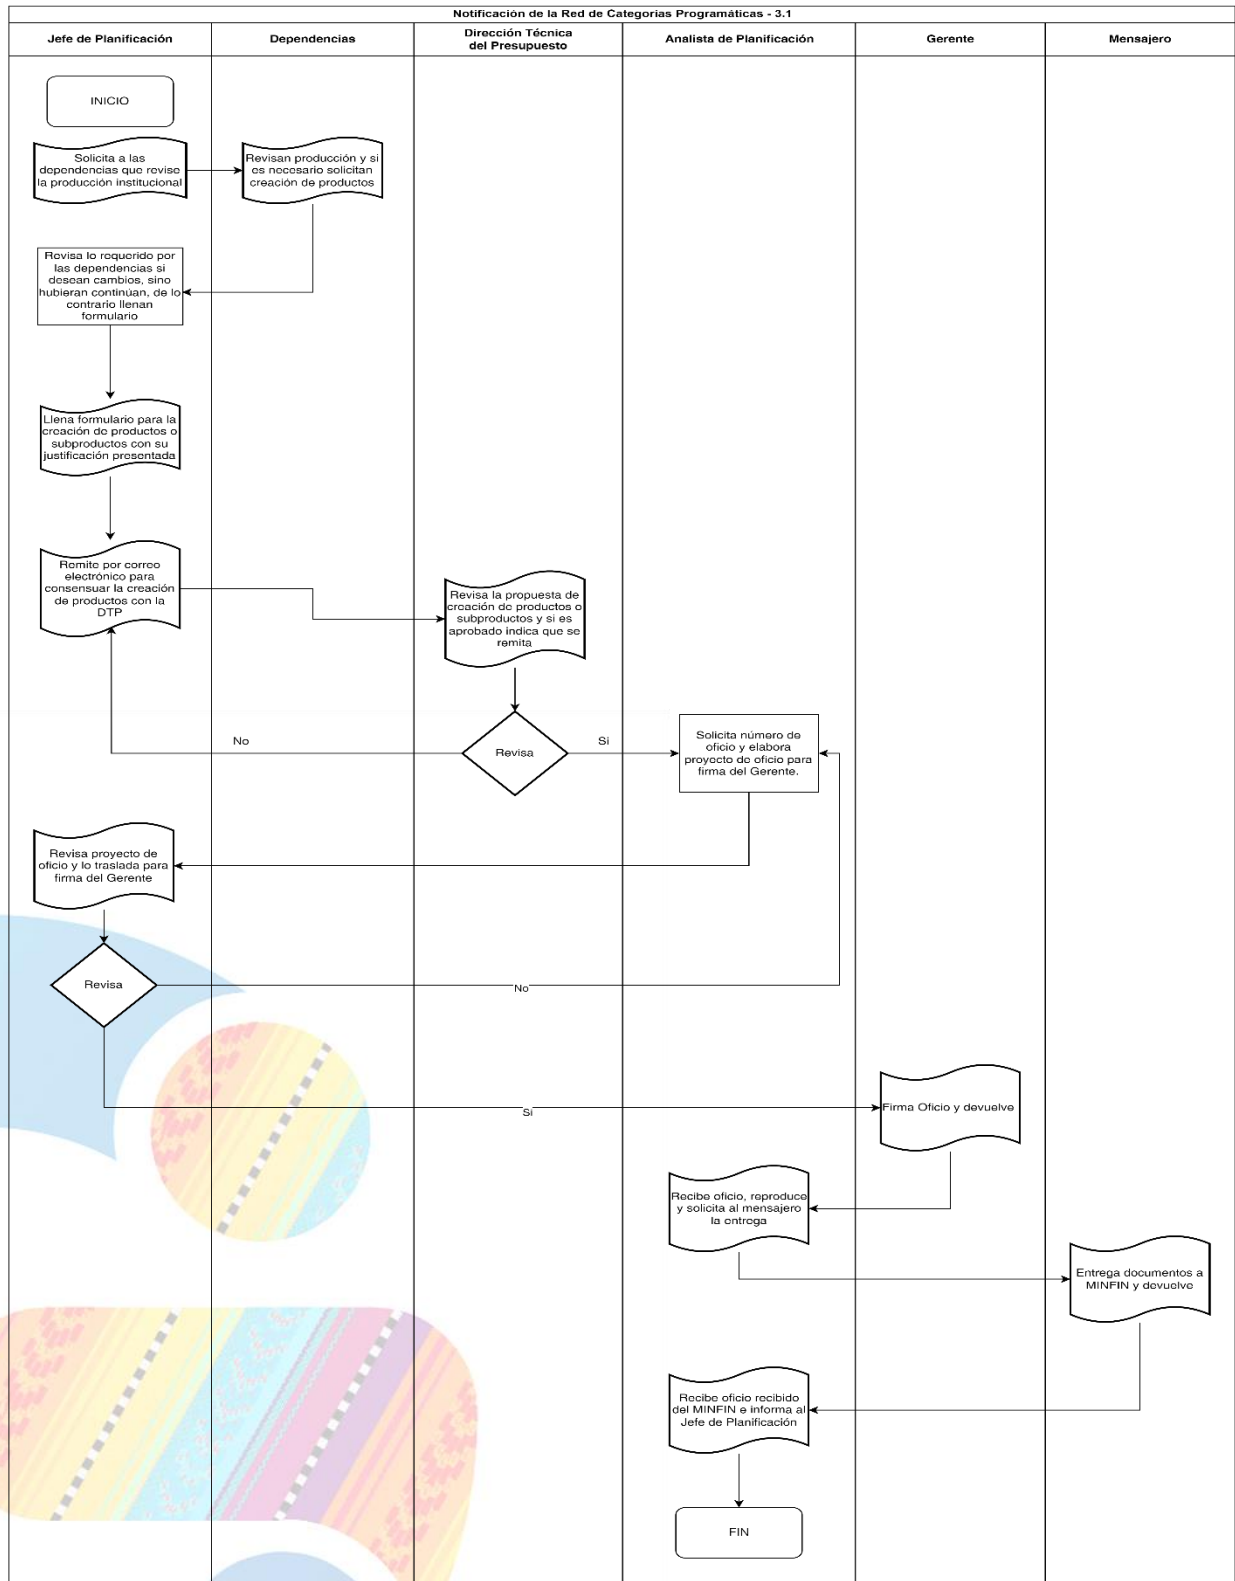 Notificación de la Red de Categorias Programáticas - 3.1
Jefe de Planificación
Dependencias
Dirección Técnica
del Presupuesto
Analista de Planificación
Gerente
Mensajero
INICIO
Solicita a las
dependencias que revise
la producción institucional
Revisan producción y si
es necesario solicitan
creación de productos
Revisa lo requerido por
las dependencias si
desean cambios, sino
hubieran continúan, de lo
contrario llenan
formulario
Llena formulario para la
creación de productos o
subproductos con su
justificación presentada
Remite por correo
electrónico para
consensuar la creación
de productos con la
DTP
Revisa la propuesta de
creación de productos o
subproductos y si es
aprobado indica que se
remita
No
Revisa
Si
Solicita número de
oficio y elabora
proyecto de oficio para
firma del Gerente.
Revisa proyecto de
oficio y lo traslada para
firma del Gerente
Revisa
No
Si
Firma Oficio y devuelve
Recibe oficio, reproduce
y solicita al mensajero
la entrega
Entrega documentos a
MINFIN y devuelve
Recibe oficio recibido
del MINFIN e informa al
Jefe de Planificación
FIN